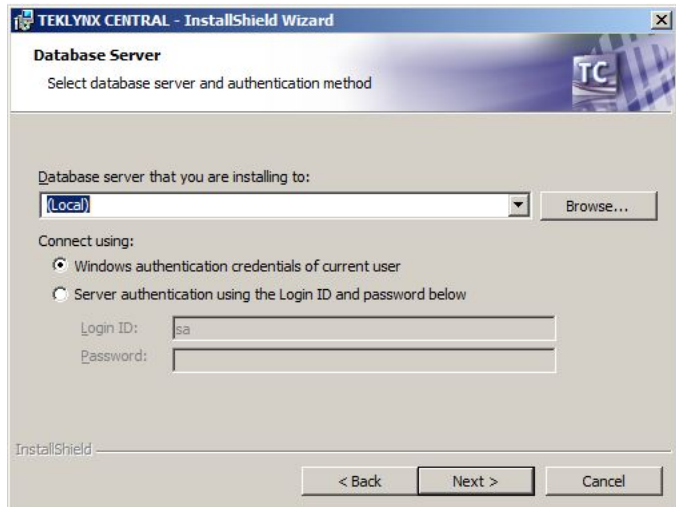 TEKLYNX CENTRAL - InstallShield Wizard
Database Server
Select database server and authentication method
TC
Database server that you are installing to:
(Local)
Browse...
Connect using:
Windows authentication credentials of current user
Server authentication using the Login ID and password below
Login ID:
sa
Password:
InstallShield
< Back
Next >
Cancel